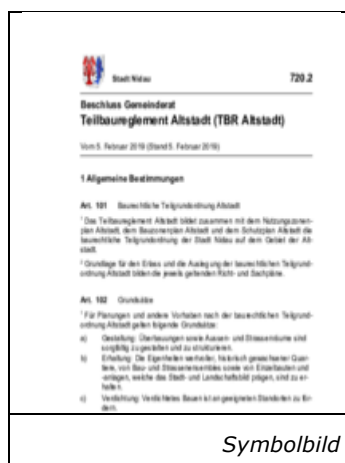 Stadt Nidau
720.2
Beschluss Gemeinderat
Teilbaureglement Altstadt (TBR Altstadt)
Vom 5. Februar 2019 (Stand 5. Februar 2019)
1 Allgemeine Bestimmungen
Art. 101 Baurechtliche Teilgrundordnung Altstadt
1 Das Teilbaureglement Altstadt bildet zusammen mit dem Nutzungszonen-
plan Altstadt, dem Bauzonenplan Altstadt und dem Schutzplan Altstadt die
baurechtliche Teilgrundordnung der Stadt Nidau auf dem Gebiet der Alt-
stadt.
2 Grundlage für den Erlass und die Auslegung der baurechtlichen Teilgrund-
ordnung Altstadt bilden die jeweils geltenden Richt- und Sachpläne.
Art. 102 Grundsätze
1 Für Planungen und andere Vorhaben nach der baurechtlichen Teilgrund-
ordnung Altstadt gelten folgende Grundsätze:
a) Gestaltung: Überbauungen sowie Aussen- und Strassenräume sind
sorgfältig zu gestalten und zu strukturieren.
b) Erhaltung: Die Eigenheiten wertvoller, historisch gewachsener Quar-
tiere, von Bau- und Strassenensembles sowie von Einzelbauten und
-anlagen, welche das Stadt- und Landschaftsbild prägen, sind zu er-
halten.
c) Verdichtung: Verdichtetes Bauen ist an geeigneten Standorten zu för-
dern.
Symbolbild